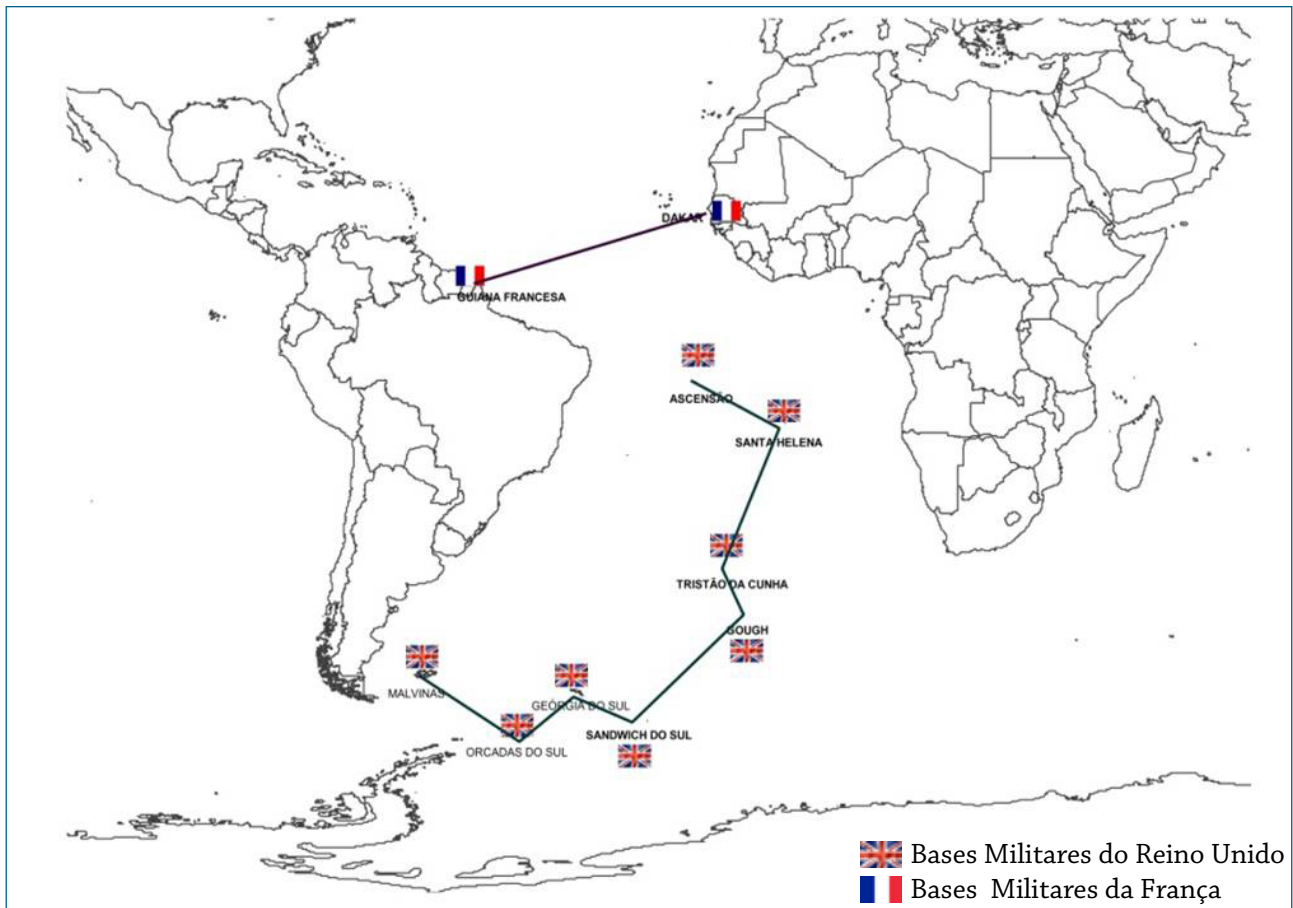 DAKAR
GUIANA FRANCESA
ASCENSÃO
SANTA HELENA
TRISTÃO DA CUNHA
GOUGH
MALVINAS
GEÓRGIA DO SUL
SANDWICH DO SUL
ORCADAS DO SUL
Bases Militares do Reino Unido
Bases Militares da França